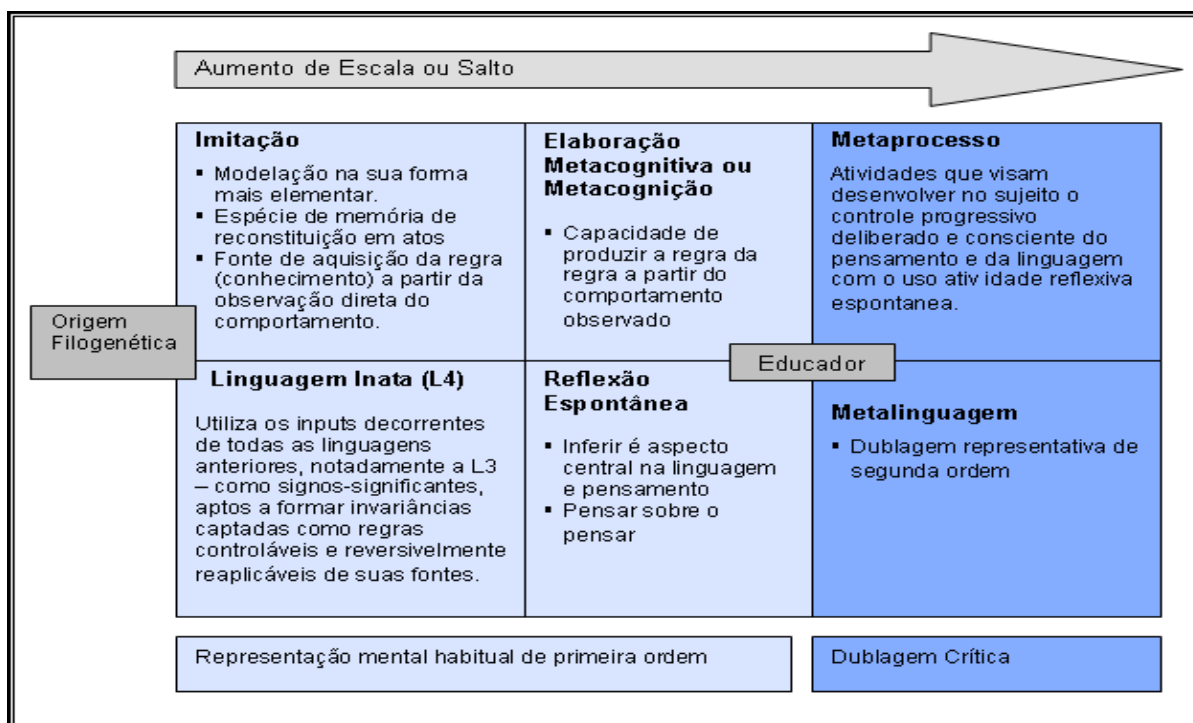 Aumento de Escala ou Salto
Imitação
▪ Modelação na sua forma
mais elementar.
▪ Espécie de memória de
reconstituição em atos
▪ Fonte de aquisição da regra
(conhecimento) a partir da
observação direta do
comportamento.
Elaboração
Metacognitiva ou
Metacognição
▪ Capacidade de
produzir a regra da
regra a partir do
comportamento
observado
Metaprocesso
Atividades que visam
desenvolver no sujeito o
controle progressivo
deliberado e consciente do
pensamento e da linguagem
com o uso ativ idade reflexiva
espontanea.
Origem
Filogenética
Educador
Linguagem Inata (L4)
Utiliza os inputs decorrentes
de todas as linguagens
anteriores, notadamente a L3
– como signos-significantes,
aptos a formar invariâncias
captadas como regras
controláveis e reversivelmente
reaplicáveis de suas fontes.
Reflexão
Espontânea
▪ Inferir é aspecto
central na linguagem
e pensamento
▪ Pensar sobre o
pensar
Metalinguagem
▪ Dublagem representativa de
segunda ordem
Representação mental habitual de primeira ordem
Dublagem Crítica